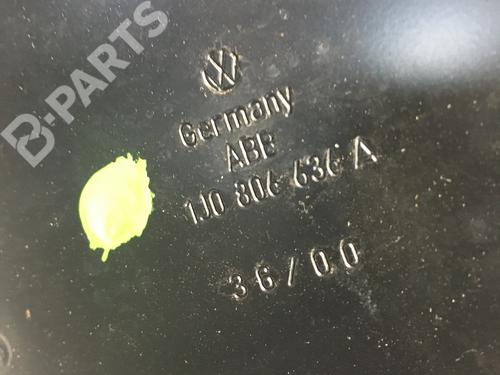 B-PARTS
VW
Germany
ABB
1J0 806 636 A
36/00